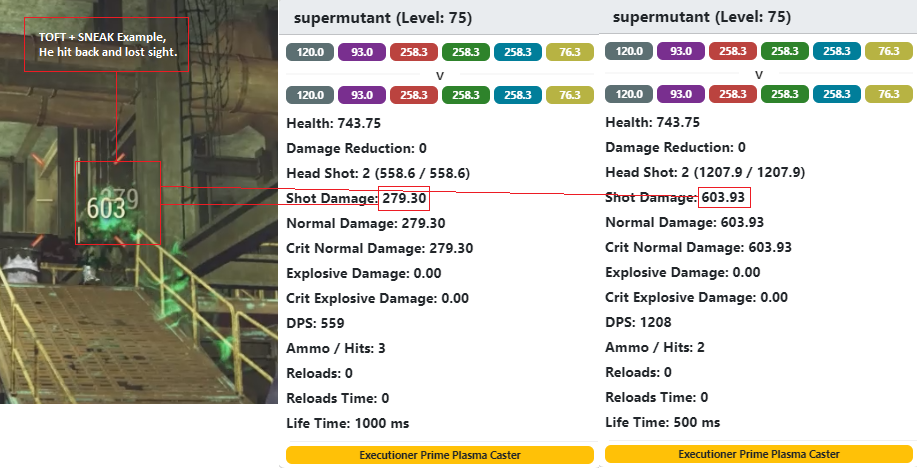 TOFT + SNEAK Example,
He hit back and lost sight.
279
603
supermutant (Level: 75)
120.0 93.0 258.3 258.3 258.3 76.3
V
120.0 93.0 258.3 258.3 258.3 76.3
Health: 743.75
Damage Reduction: 0
Head Shot: 2 (558.6 / 558.6)
Shot Damage: 279.30
Normal Damage: 279.30
Crit Normal Damage: 279.30
Explosive Damage: 0.00
Crit Explosive Damage: 0.00
DPS: 559
Ammo / Hits: 3
Reloads: 0
Reloads Time: 0
Life Time: 1000 ms
Executioner Prime Plasma Caster
supermutant (Level: 75)
120.0 93.0 258.3 258.3 258.3 76.3
V
120.0 93.0 258.3 258.3 258.3 76.3
Health: 743.75
Damage Reduction: 0
Head Shot: 2 (1207.9 / 1207.9)
Shot Damage: 603.93
Normal Damage: 603.93
Crit Normal Damage: 603.93
Explosive Damage: 0.00
Crit Explosive Damage: 0.00
DPS: 1208
Ammo / Hits: 2
Reloads: 0
Reloads Time: 0
Life Time: 500 ms
Executioner Prime Plasma Caster